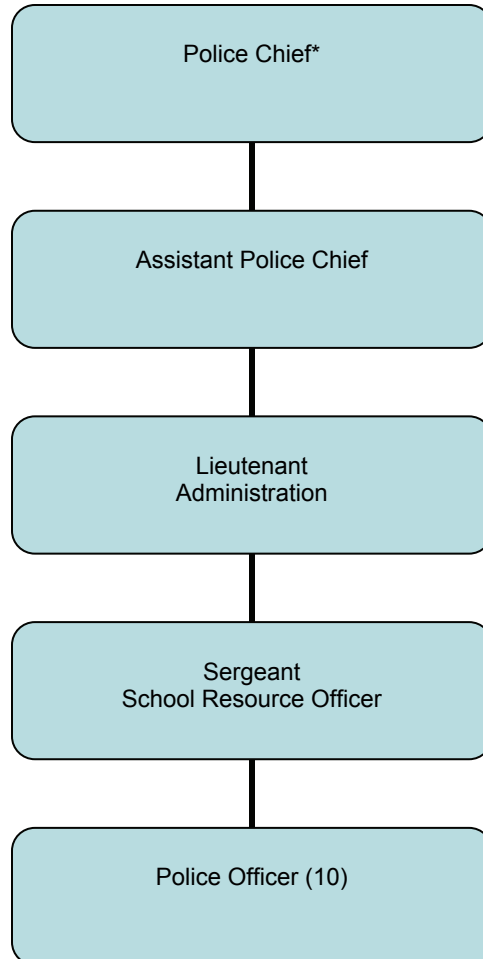 Police Chief*
Assistant Police Chief
Lieutenant
Administration
Sergeant
School Resource Officer
Police Officer (10)